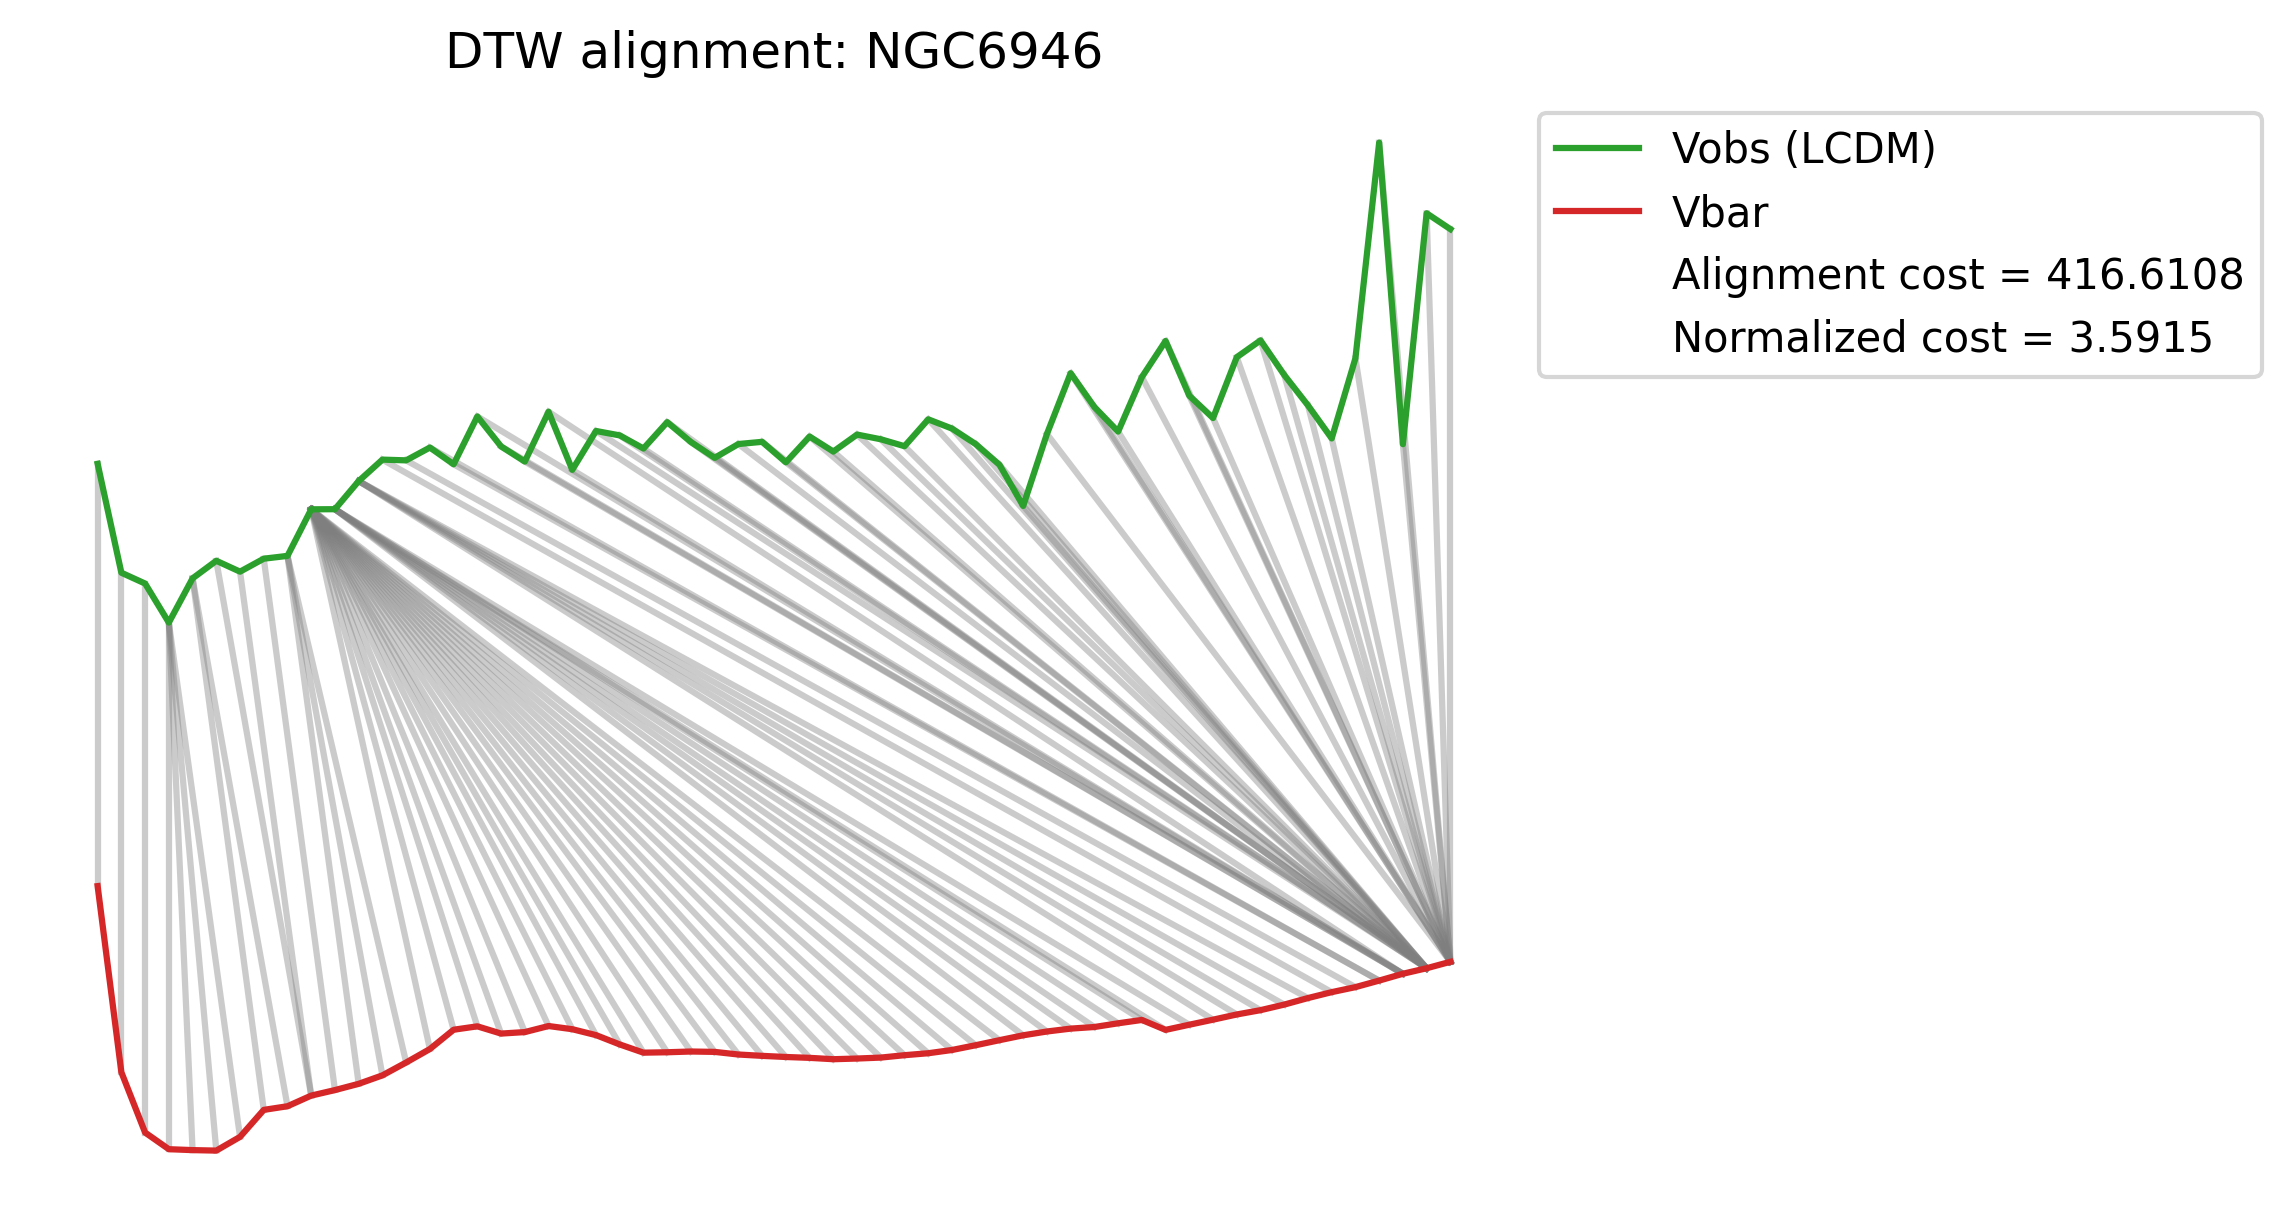 DTW alignment: NGC6946
Vobs (LCDM)
Vbar
Alignment cost = 416.6108
Normalized cost = 3.5915